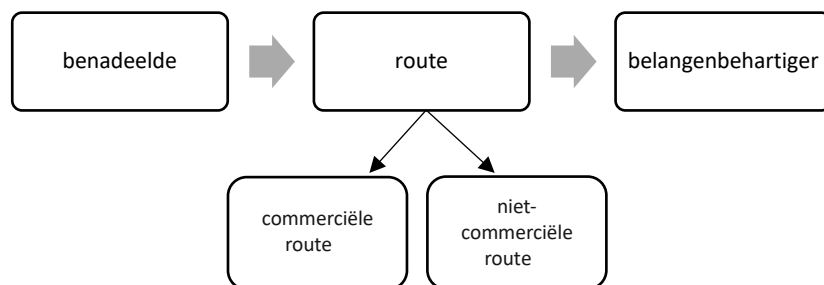 benadeelde
route
belangenbehartiger
commerciële
route
niet-
commerciële
route